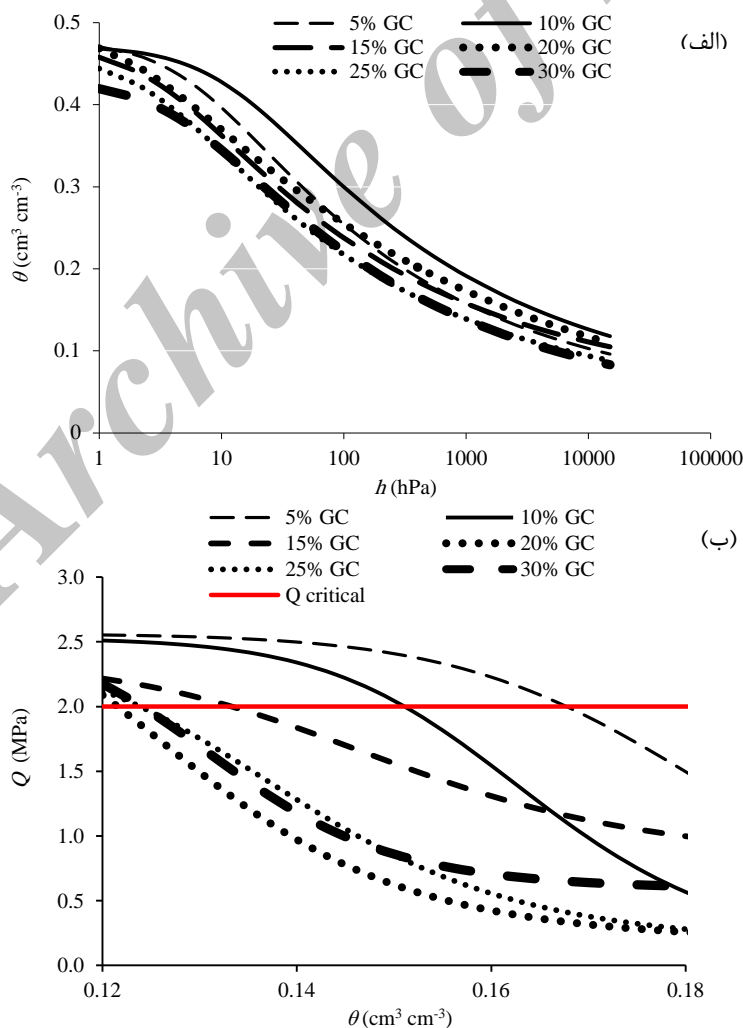 5% GC 10% GC
15% GC 20% GC
25% GC 30% GC
(الف)
0.5
0.4
0.3
0.2
0.1
0
θ (cm³ cm⁻³)
1 10 100 1000 10000 100000
h (hPa)
Archive of
5% GC 10% GC
15% GC 20% GC
25% GC 30% GC
Q critical
(ب)
3.0
2.5
2.0
1.5
1.0
0.5
0.0
Q (MPa)
0.12 0.14 0.16 0.18
θ (cm³ cm⁻³)